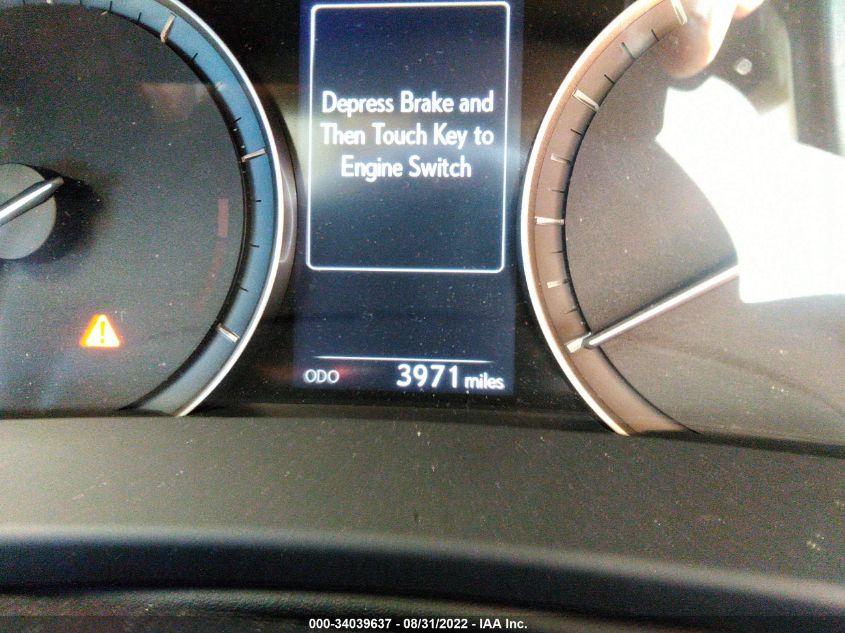 Depress Brake and
Then Touch Key to
Engine Switch
ODO 3971 miles
000-34039637 - 08/31/2022 - IAA Inc.